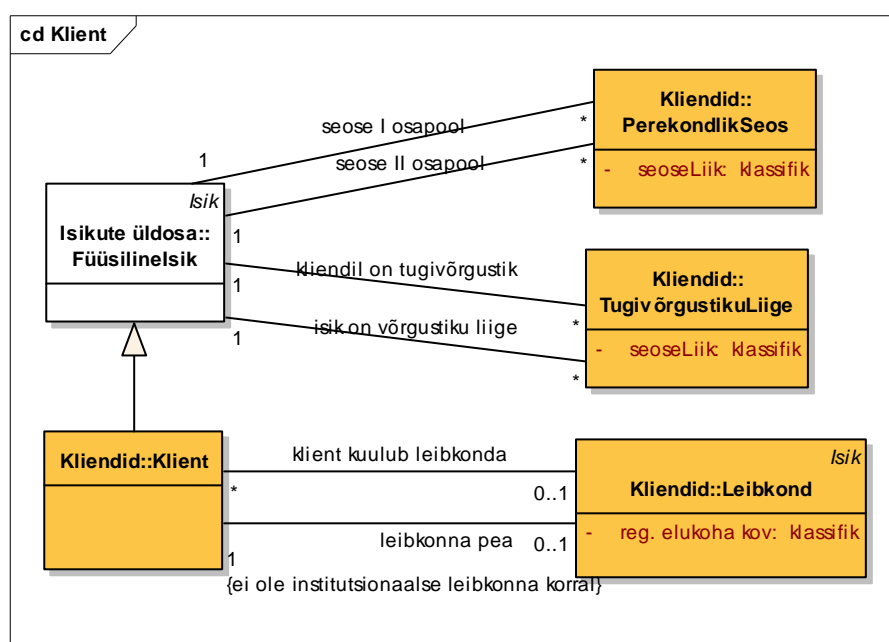 cd Klient
Kliendid::
PerekondlikSeos
- seoseLiik: klassifik
seose I osapool
1
*
seose II osapool
1
*
Isik
Isikute üldosa::
FüüsilineIsik
kliendil on tugivõrgustik
1
*
isik on võrgustiku liige
1
*
Kliendid::
TugivõrgustikuLiige
- seoseLiik: klassifik
Kliendid::Klient
klient kuulub leibkonda
*
0..1
leibkonna pea
1
0..1
{ei ole institutsionaalse leibkonna korral}
Isik
Kliendid::Leibkond
- reg. elukoha kov: klassifik